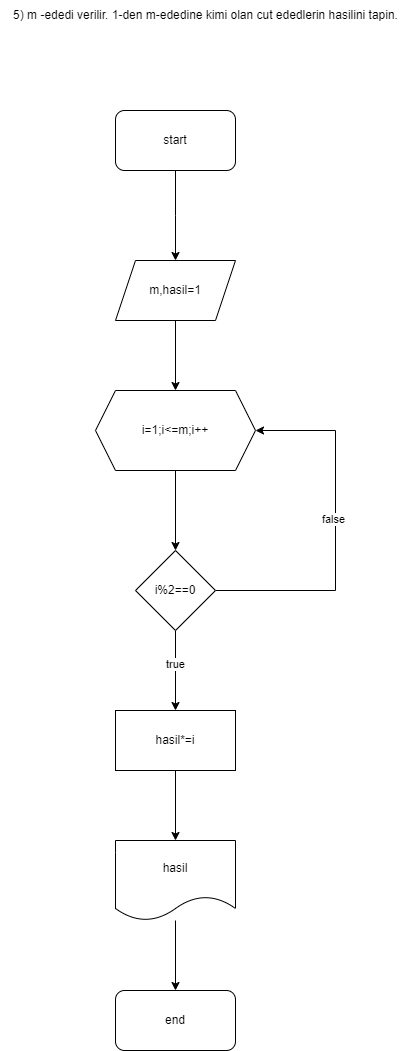 5) m -ededi verilir. 1-den m-ededine kimi olan cut ededlerin hasilini tapin.
start
m,hasil=1
i=1;i<=m;i++
false
i%2==0
true
hasil*=i
hasil
end